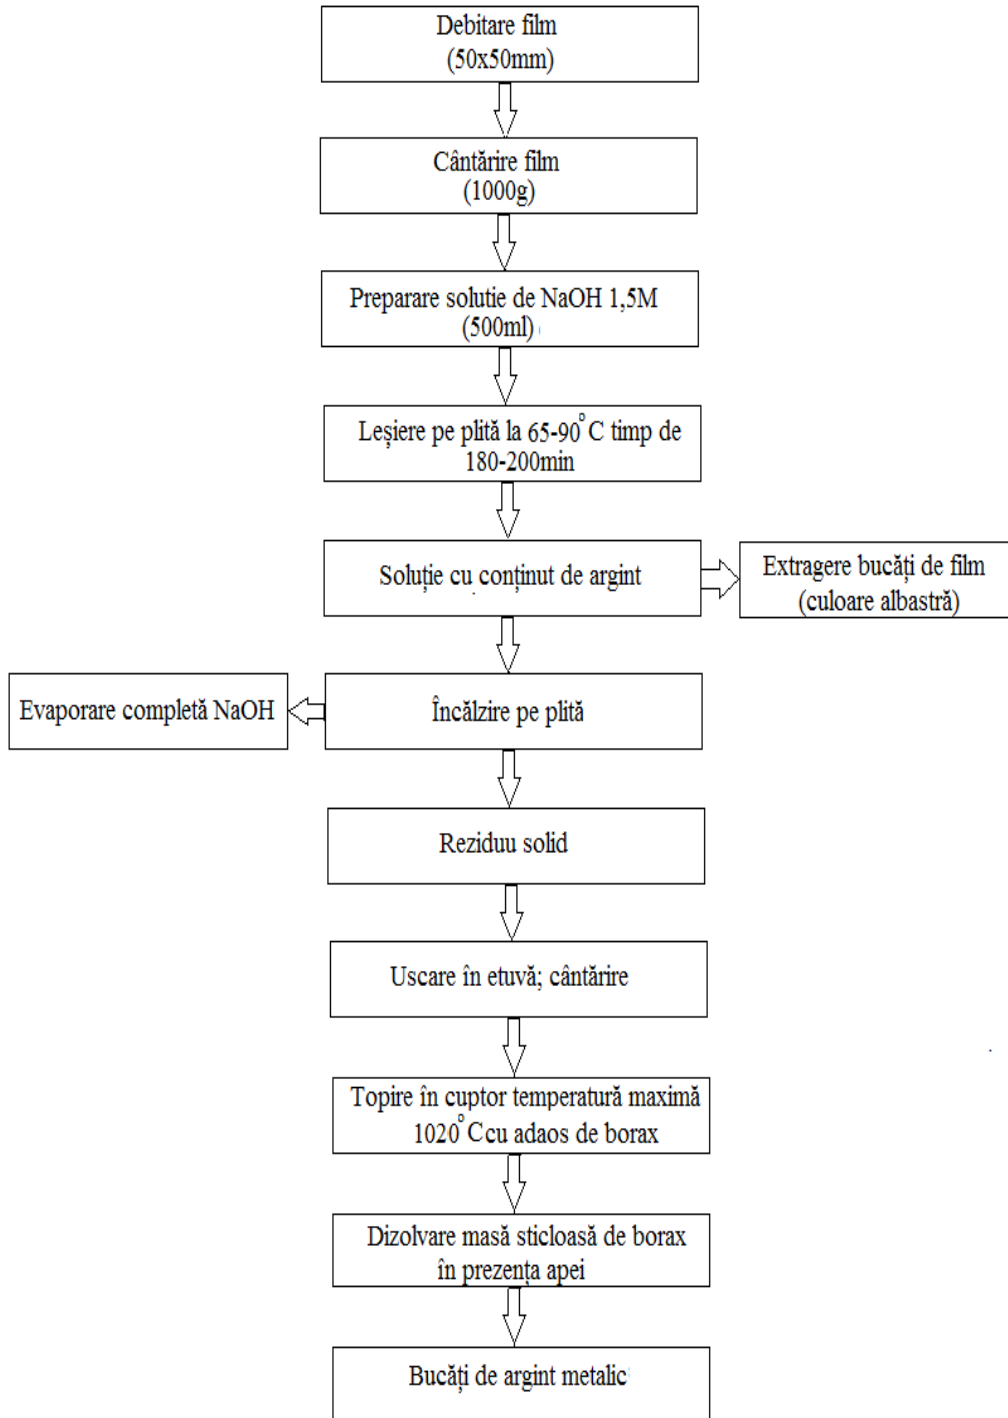 Debitare film
(50x50mm)
Cântărire film
(1000g)
Preparare solutie de NaOH 1,5M
(500ml)
Leșiere pe plită la 65-90°C timp de
180-200min
Soluție cu conținut de argint
Extragere bucăți de film
(culoare albastră)
Evaporare completă NaOH
Încălzire pe plită
Reziduu solid
Uscare în etuvă; cântărire
Topire în cuptor temperatură maximă
1020°C cu adaos de borax
Dizolvare masă sticloasă de borax
în prezența apei
Bucăți de argint metalic